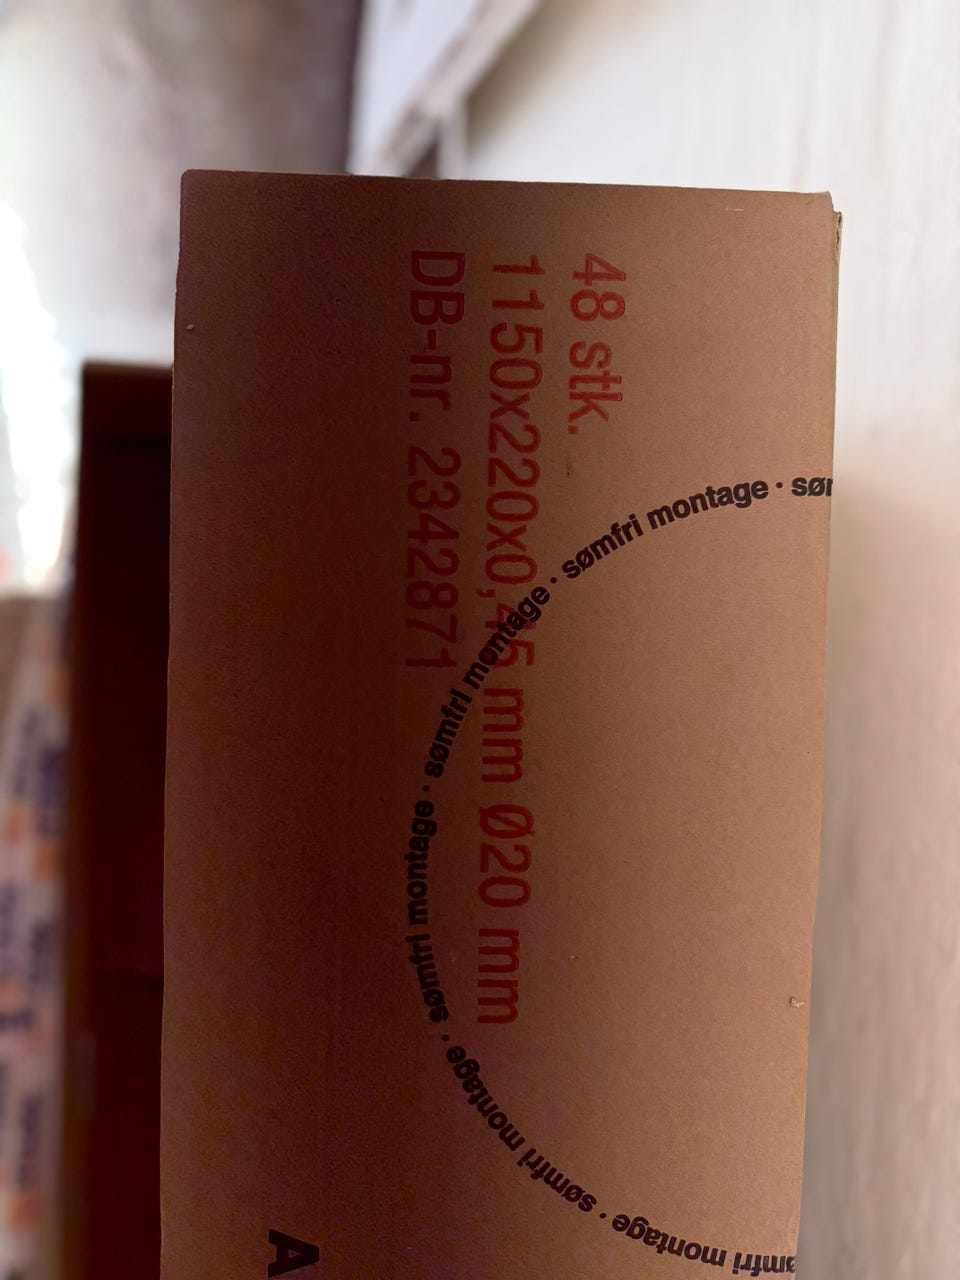 48 stk.
1150x220x0,45 mm Ø20 mm
DB-nr. 2342871
sømfri montage · sømfri montage · sømfri montage · sømfri montage · sømfri montage ·
A